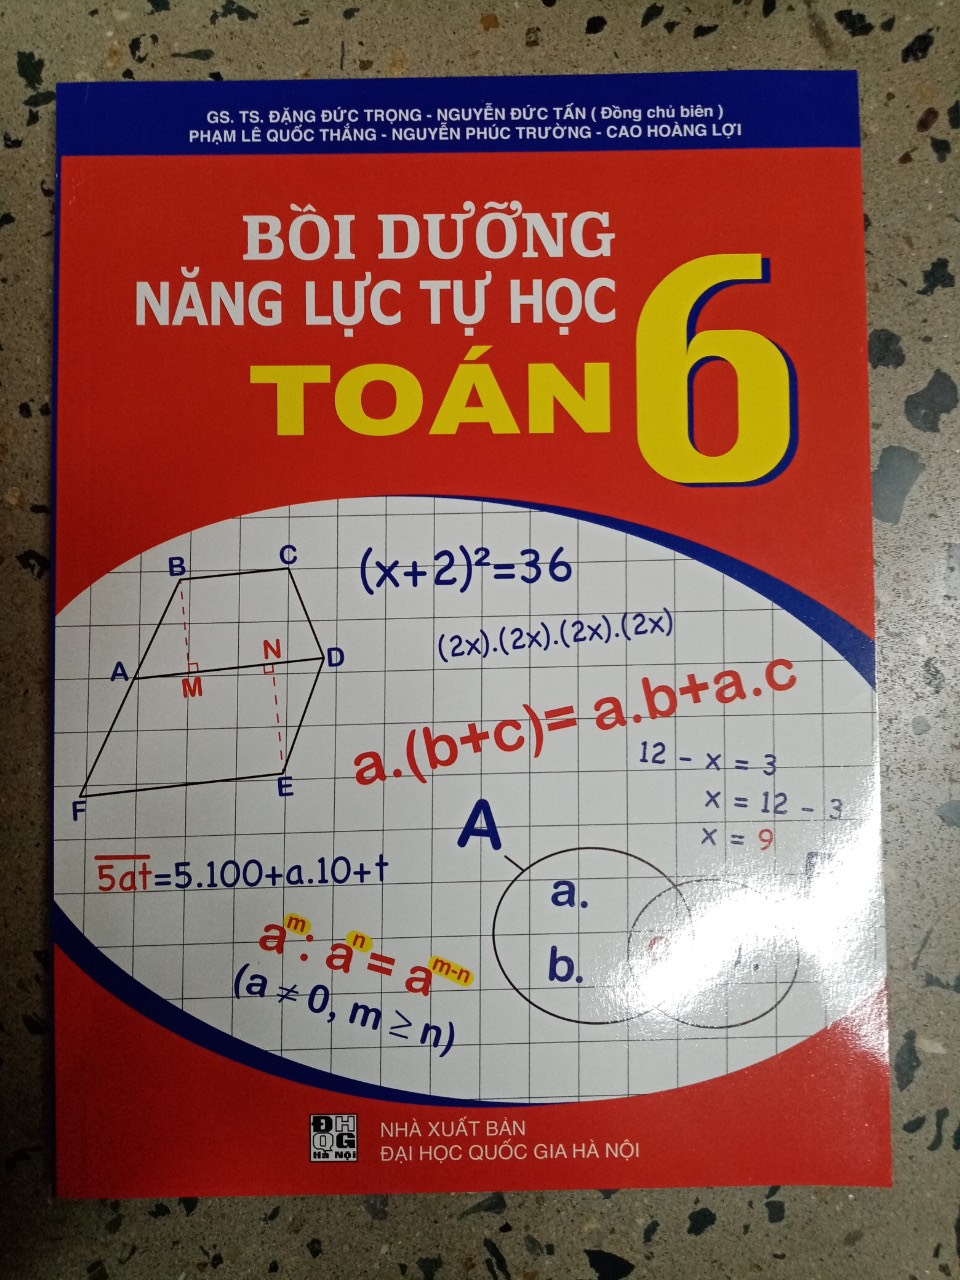 GS. TS. ĐẶNG ĐỨC TRỌNG - NGUYỄN ĐỨC TẤN ( Đồng chủ biên )
PHẠM LÊ QUỐC THẮNG - NGUYỄN PHÚC TRƯỜNG - CAO HOÀNG LỢI
BỒI DƯỠNG
NĂNG LỰC TỰ HỌC
TOÁN 6
B C
A M N D
F E
(x+2)²=36
(2x).(2x).(2x).(2x)
a.(b+c)= a.b+a.c
12 - x = 3
x = 12 - 3
x = 9
A
a.
b.
5at=5.100+a.10+t
aᵐ: aⁿ = aᵐ⁻ⁿ
(a ≠ 0, m ≥ n)
ĐH
QG
Hà Nội
NHÀ XUẤT BẢN
ĐẠI HỌC QUỐC GIA HÀ NỘI